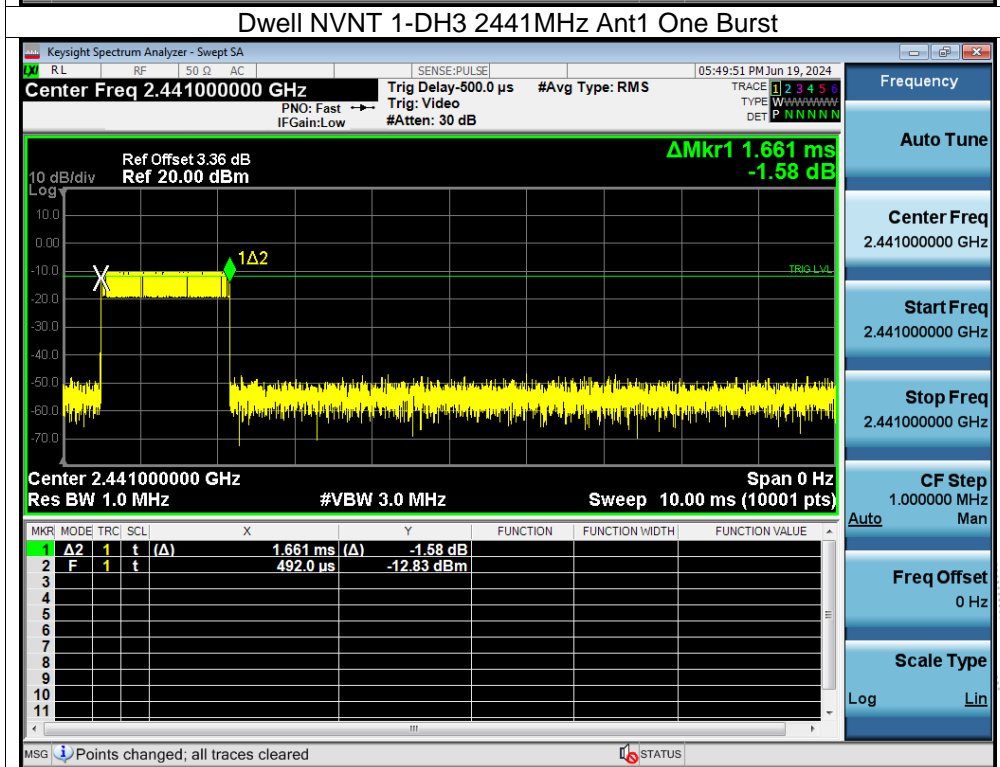 Dwell NVNT 1-DH3 2441MHz Ant1 One Burst
Keysight Spectrum Analyzer - Swept SA
LXI RL RF 50 Ω AC SENSE:PULSE 05:49:51 PM Jun 19, 2024
Center Freq 2.441000000 GHz
PNO: Fast
IFGain:Low
Trig Delay-500.0 µs
Trig: Video
#Atten: 30 dB
#Avg Type: RMS
TRACE 1 2 3 4 5 6
TYPE WWWWWW
DET P N N N N N
Frequency
Auto Tune
Center Freq
2.441000000 GHz
Start Freq
2.441000000 GHz
Stop Freq
2.441000000 GHz
CF Step
1.000000 MHz
Auto Man
Freq Offset
0 Hz
Scale Type
Log Lin
ΔMkr1 1.661 ms
-1.58 dB
Ref Offset 3.36 dB
10 dB/div Ref 20.00 dBm
Log
10.0
0.00
-10.0
-20.0
-30.0
-40.0
-50.0
-60.0
-70.0
1Δ2
TRIG LVL
Center 2.441000000 GHz Span 0 Hz
Res BW 1.0 MHz #VBW 3.0 MHz Sweep 10.00 ms (10001 pts)
MKR MODE TRC SCL X Y FUNCTION FUNCTION WIDTH FUNCTION VALUE
1 Δ2 1 t (Δ) 1.661 ms (Δ) -1.58 dB
2 F 1 t 492.0 µs -12.83 dBm
3
4
5
6
7
8
9
10
11
MSG Points changed; all traces cleared STATUS